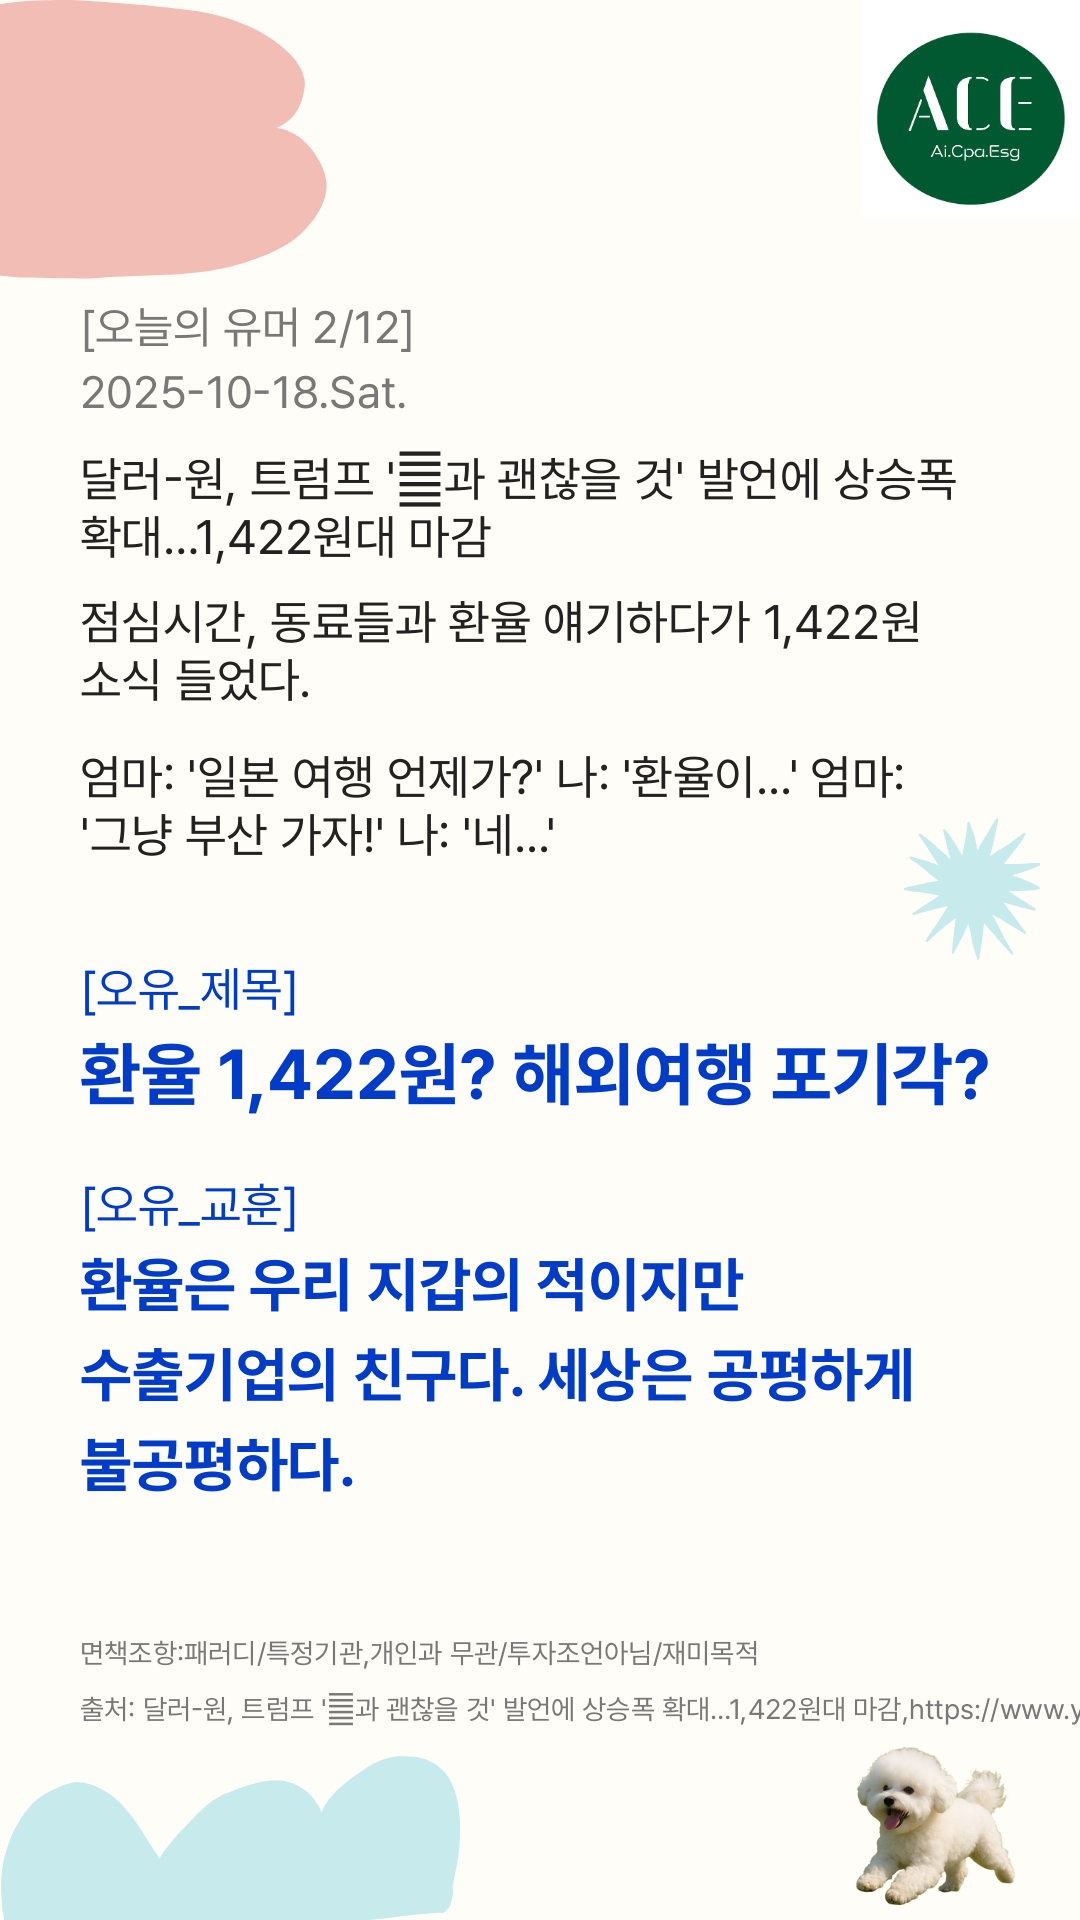 ACE
Ai.Cpa.Esg
[오늘의 유머 2/12]
2025-10-18.Sat.
달러-원, 트럼프 '과 괜찮을 것' 발언에 상승폭
확대…1,422원대 마감
점심시간, 동료들과 환율 얘기하다가 1,422원
소식 들었다.
엄마: '일본 여행 언제가?' 나: '환율이...' 엄마:
'그냥 부산 가자!' 나: '네...'
[오유_제목]
환율 1,422원? 해외여행 포기각?
[오유_교훈]
환율은 우리 지갑의 적이지만
수출기업의 친구다. 세상은 공평하게
불공평하다.
면책조항:패러디/특정기관,개인과 무관/투자조언아님/재미목적
출처: 달러-원, 트럼프 '과 괜찮을 것' 발언에 상승폭 확대…1,422원대 마감,https://www.y